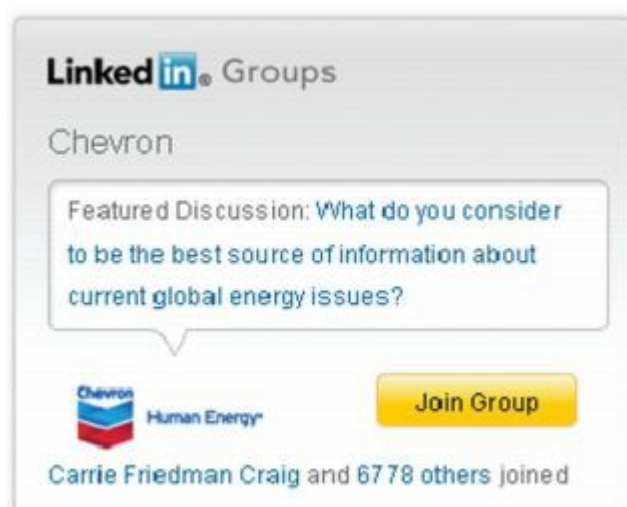 Linked in® Groups
Chevron
Featured Discussion: What do you consider
to be the best source of information about
current global energy issues?
Chevron
Human Energy®
Join Group
Carrie Friedman Craig and 6778 others joined